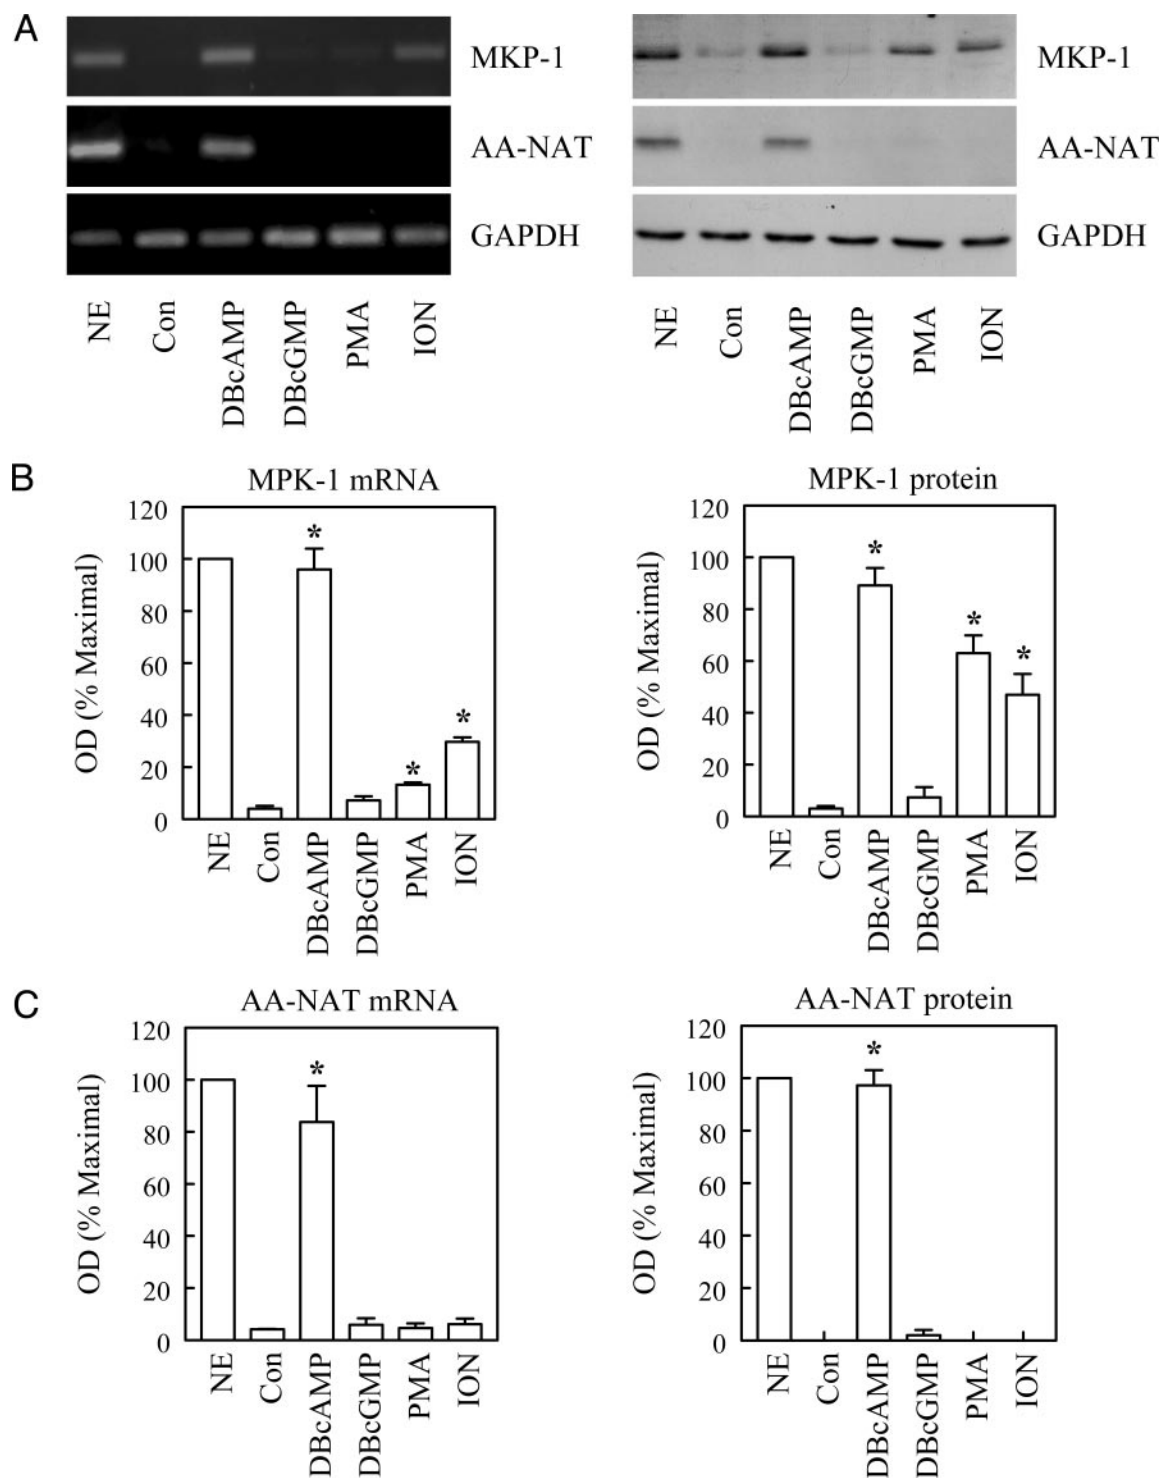 A
MKP-1
AA-NAT
GAPDH
NE
Con
DBcAMP
DBcGMP
PMA
ION
MKP-1
AA-NAT
GAPDH
NE
Con
DBcAMP
DBcGMP
PMA
ION
B
MPK-1 mRNA
OD (% Maximal)
120
100
80
60
40
20
0
*
*
*
NE
Con
DBcAMP
DBcGMP
PMA
ION
MPK-1 protein
OD (% Maximal)
120
100
80
60
40
20
0
*
*
*
NE
Con
DBcAMP
DBcGMP
PMA
ION
C
AA-NAT mRNA
OD (% Maximal)
120
100
80
60
40
20
0
*
NE
Con
DBcAMP
DBcGMP
PMA
ION
AA-NAT protein
OD (% Maximal)
120
100
80
60
40
20
0
*
NE
Con
DBcAMP
DBcGMP
PMA
ION